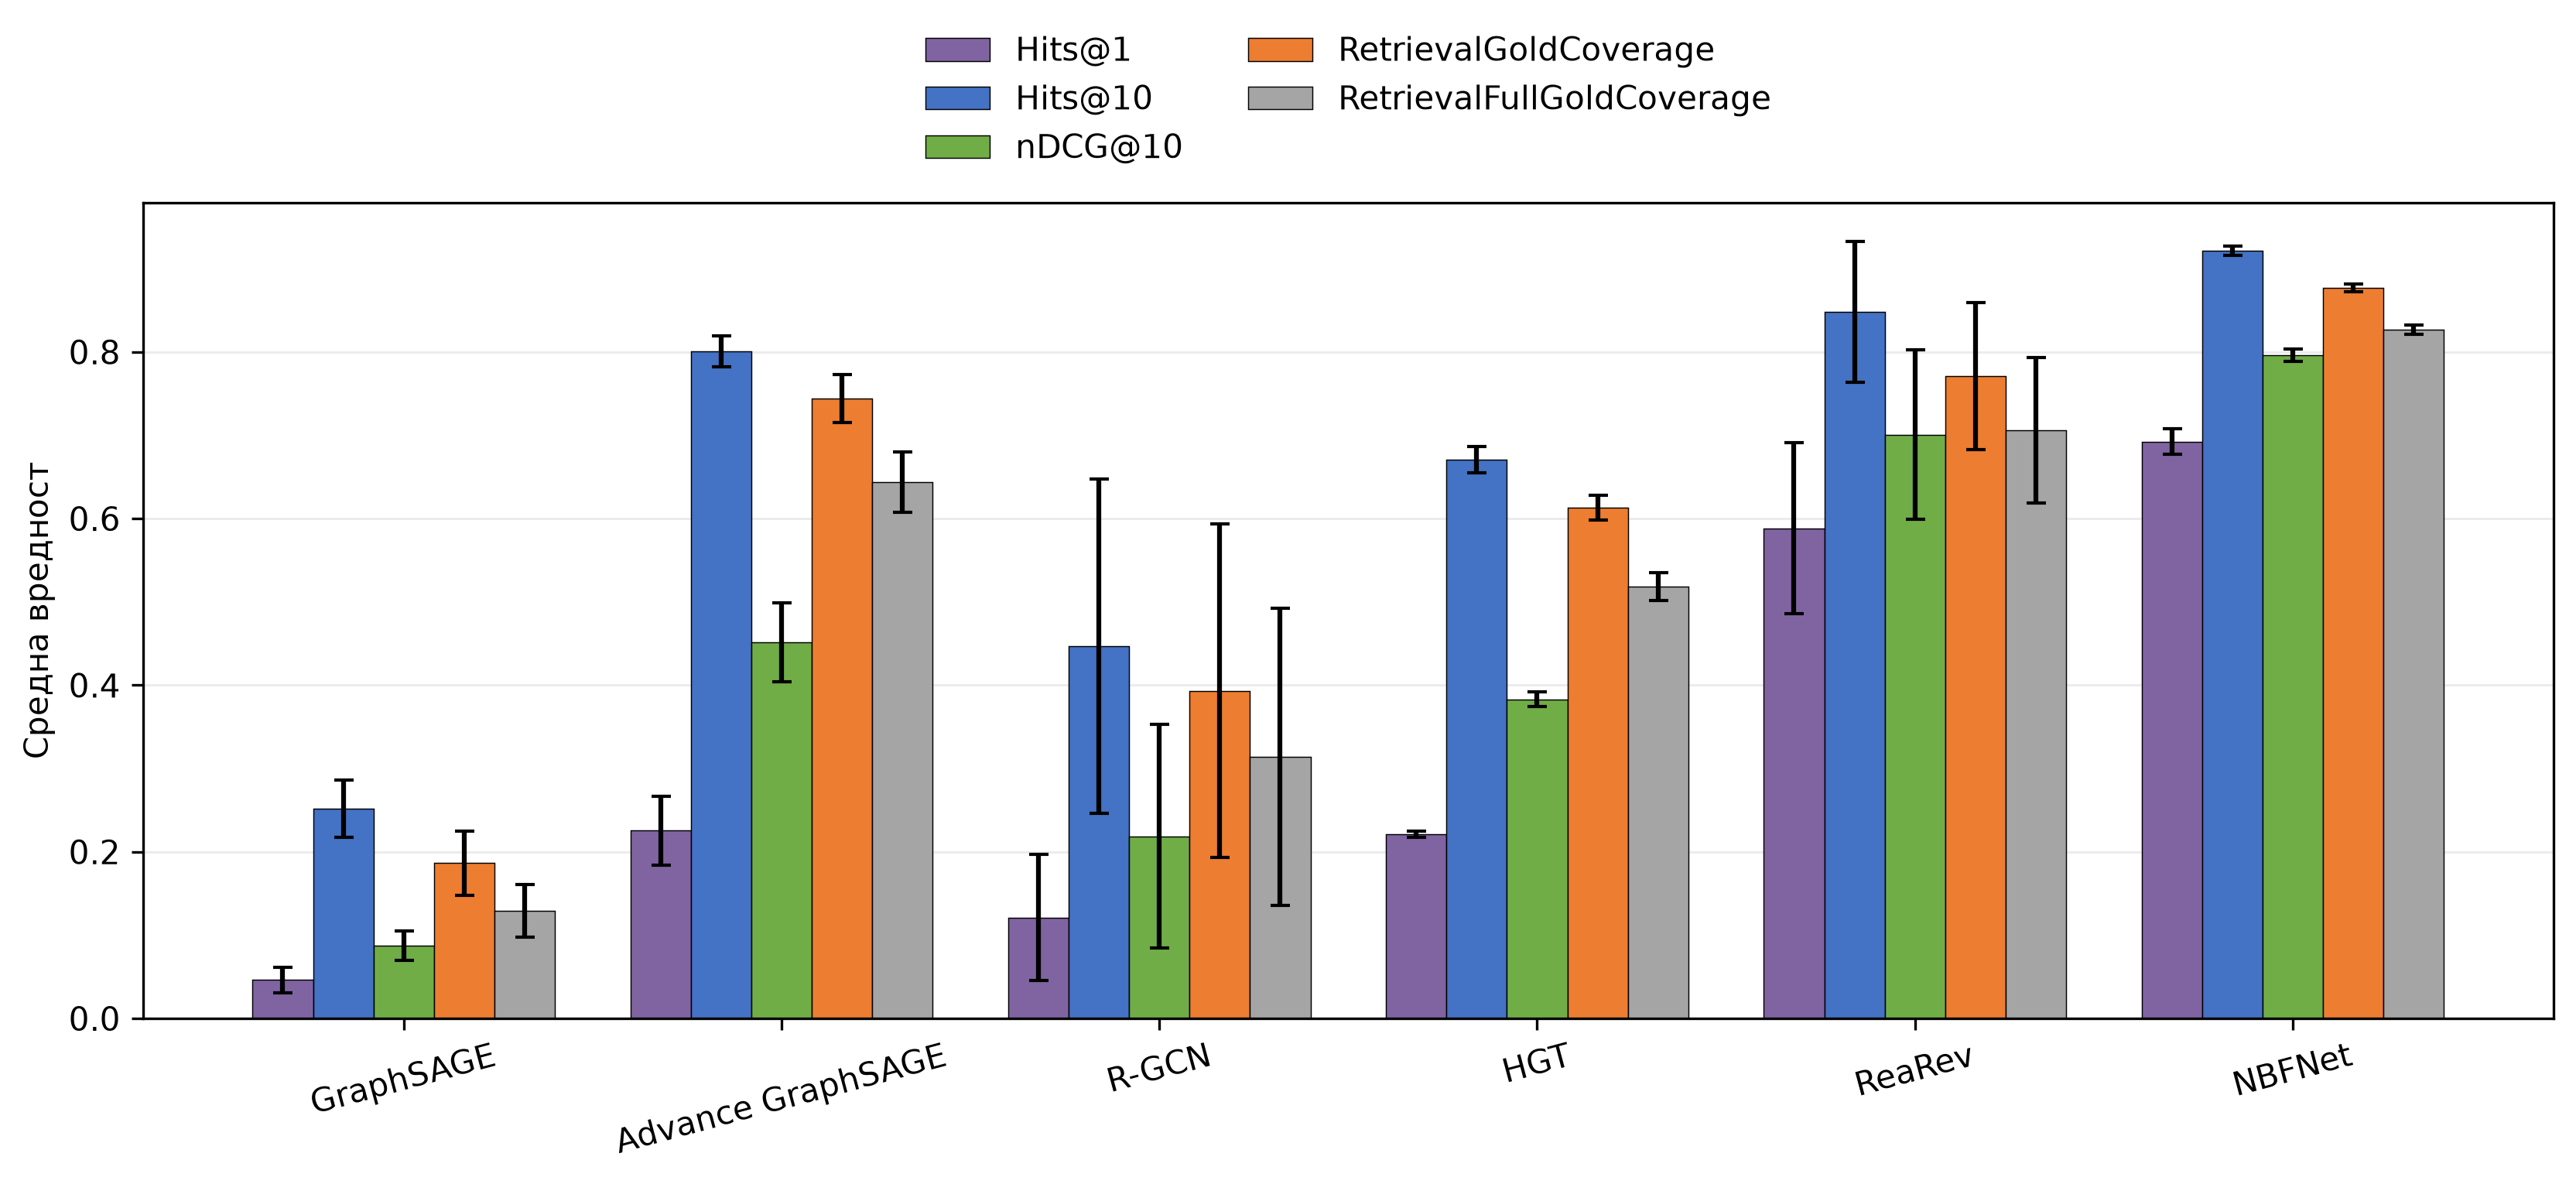 Hits@1
Hits@10
nDCG@10
RetrievalGoldCoverage
RetrievalFullGoldCoverage
Средна вредност
0.8
0.6
0.4
0.2
0.0
GraphSAGE
Advance GraphSAGE
R-GCN
HGT
ReaRev
NBFNet